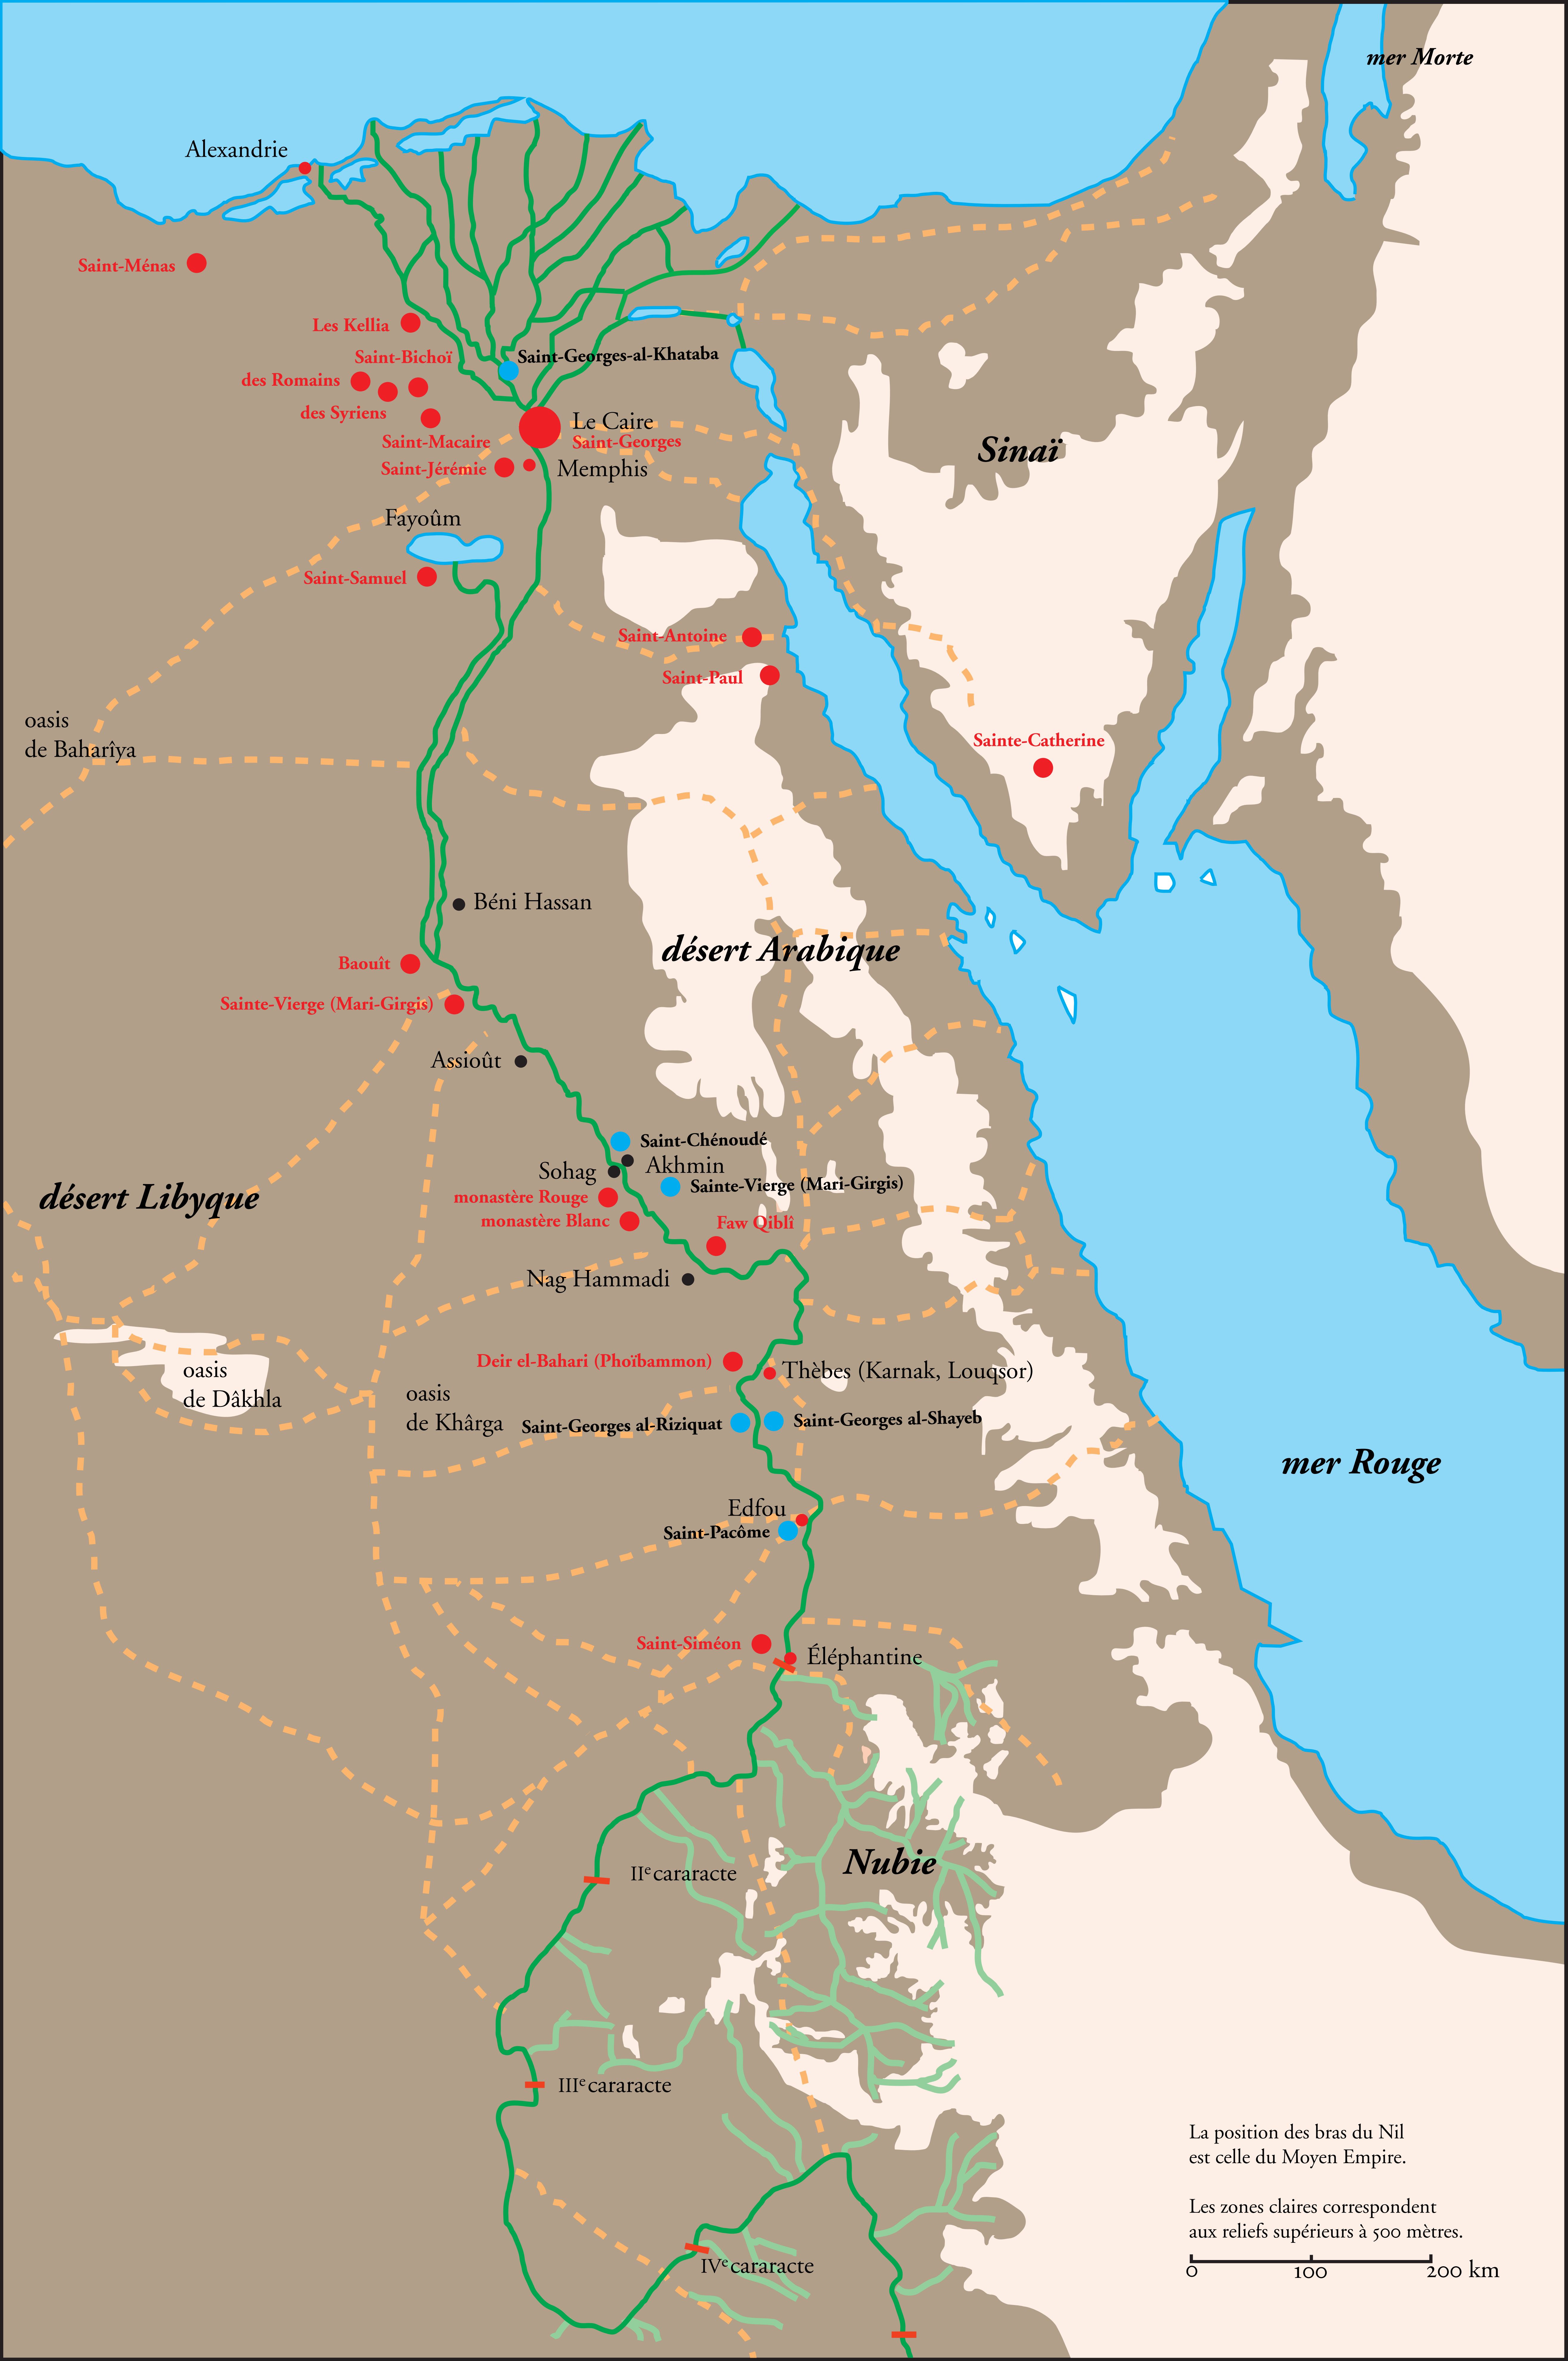 mer Morte
Alexandrie
Saint-Ménas
Les Kellia
Saint-Bichoï
Saint-Georges-al-Khataba
des Romains
des Syriens
Le Caire
Saint-Macaire
Saint-Georges
Sinaï
Saint-Jérémie
Memphis
Fayoûm
Saint-Samuel
Saint-Antoine
Saint-Paul
oasis
de Baharîya
Sainte-Catherine
Béni Hassan
désert Arabique
Baouît
Sainte-Vierge (Mari-Girgis)
Assioût
Saint-Chénoudé
Akhmin
Sohag
Sainte-Vierge (Mari-Girgis)
désert Libyque
monastère Rouge
monastère Blanc
Faw Qiblî
Nag Hammadi
Deir el-Bahari (Phoïbammon)
Thèbes (Karnak, Louqsor)
oasis
de Dâkhla
oasis
de Khârga
Saint-Georges al-Riziquat
Saint-Georges al-Shayeb
mer Rouge
Edfou
Saint-Pacôme
Saint-Siméon
Éléphantine
Nubie
IIe cararacte
IIIe cararacte
La position des bras du Nil
est celle du Moyen Empire.
Les zones claires correspondent
aux reliefs supérieurs à 500 mètres.
IVe cararacte
0 100 200 km